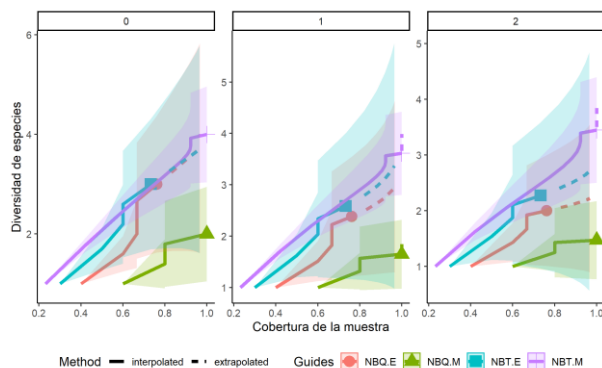 0 1 2
Diversidad de especies
6
4
2
5
4
3
2
1
5
4
3
2
1
0.2 0.4 0.6 0.8 1.0 0.2 0.4 0.6 0.8 1.0 0.2 0.4 0.6 0.8 1.0
Cobertura de la muestra
Method interpolated extrapolated Guides NBQ.E NBQ.M NBT.E NBT.M